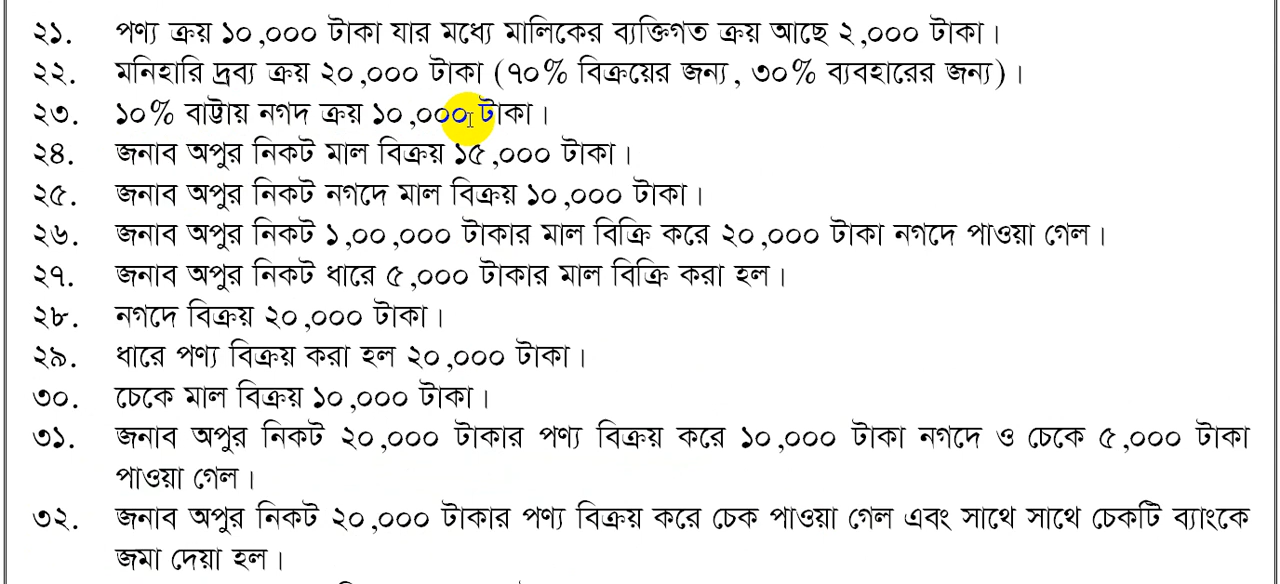 ২১. পণ্য ক্রয় ১০,০০০ টাকা যার মধ্যে মালিকের ব্যক্তিগত ক্রয় আছে ২,০০০ টাকা।
২২. মনিহারি দ্রব্য ক্রয় ২০,০০০ টাকা (৭০% বিক্রয়ের জন্য, ৩০% ব্যবহারের জন্য)।
২৩. ১০% বাট্টায় নগদ ক্রয় ১০,০০০ টাকা।
২৪. জনাব অপুর নিকট মাল বিক্রয় ১৫,০০০ টাকা।
২৫. জনাব অপুর নিকট নগদে মাল বিক্রয় ১০,০০০ টাকা।
২৬. জনাব অপুর নিকট ১,০০,০০০ টাকার মাল বিক্রি করে ২০,০০০ টাকা নগদে পাওয়া গেল।
২৭. জনাব অপুর নিকট ধারে ৫,০০০ টাকার মাল বিক্রি করা হল।
২৮. নগদে বিক্রয় ২০,০০০ টাকা।
২৯. ধারে পণ্য বিক্রয় করা হল ২০,০০০ টাকা।
৩০. চেকে মাল বিক্রয় ১০,০০০ টাকা।
৩১. জনাব অপুর নিকট ২০,০০০ টাকার পণ্য বিক্রয় করে ১০,০০০ টাকা নগদে ও চেকে ৫,০০০ টাকা
পাওয়া গেল।
৩২. জনাব অপুর নিকট ২০,০০০ টাকার পণ্য বিক্রয় করে চেক পাওয়া গেল এবং সাথে সাথে চেকটি ব্যাংকে
জমা দেয়া হল।